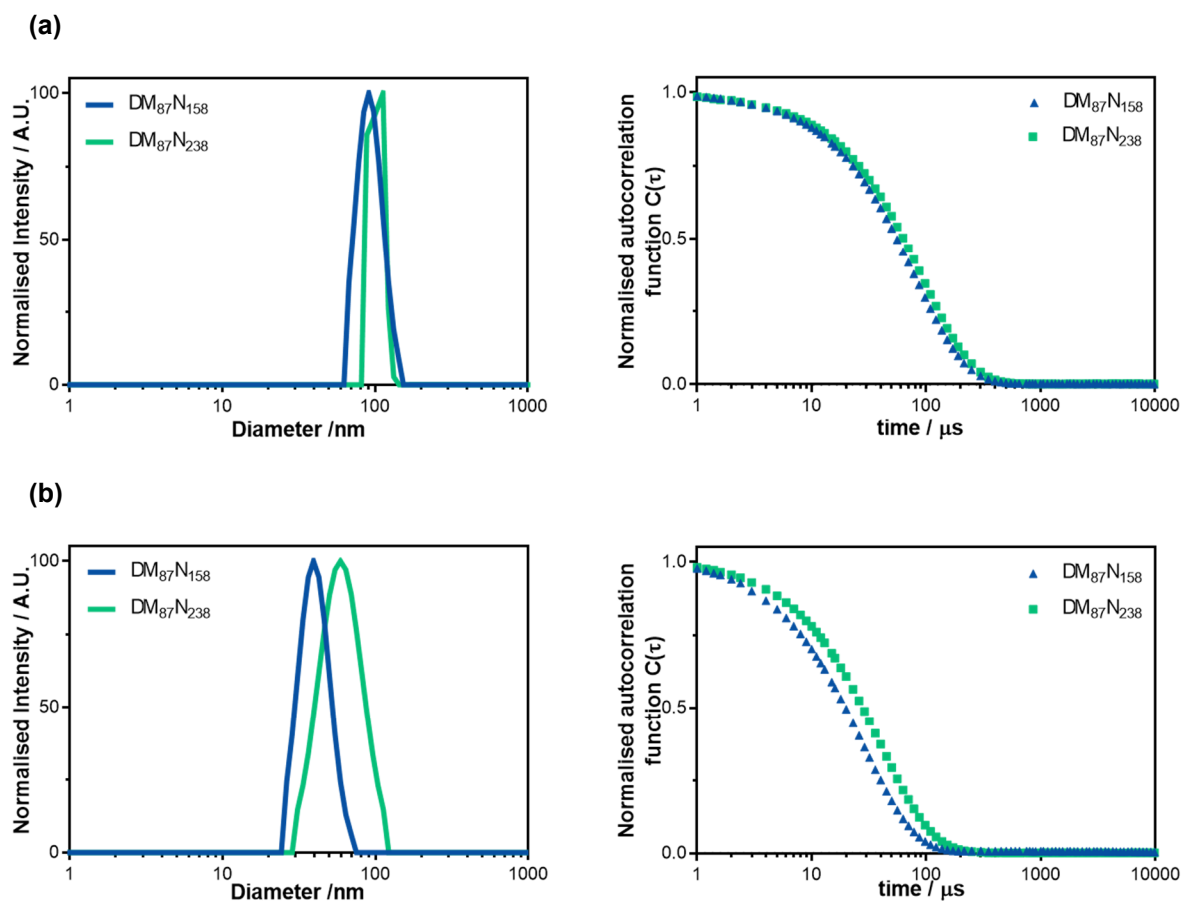 (a)
Normalised Intensity / A.U.
100
50
0
DM₈₇N₁₅₈
DM₈₇N₂₃₈
1 10 100 1000
Diameter /nm
Normalised autocorrelation
function C(τ)
1.0
0.5
0.0
DM₈₇N₁₅₈
DM₈₇N₂₃₈
1 10 100 1000 10000
time / μs
(b)
Normalised Intensity / A.U.
100
50
0
DM₈₇N₁₅₈
DM₈₇N₂₃₈
1 10 100 1000
Diameter/nm
Normalised autocorrelation
function C(τ)
1.0
0.5
0.0
DM₈₇N₁₅₈
DM₈₇N₂₃₈
1 10 100 1000 10000
time / μs